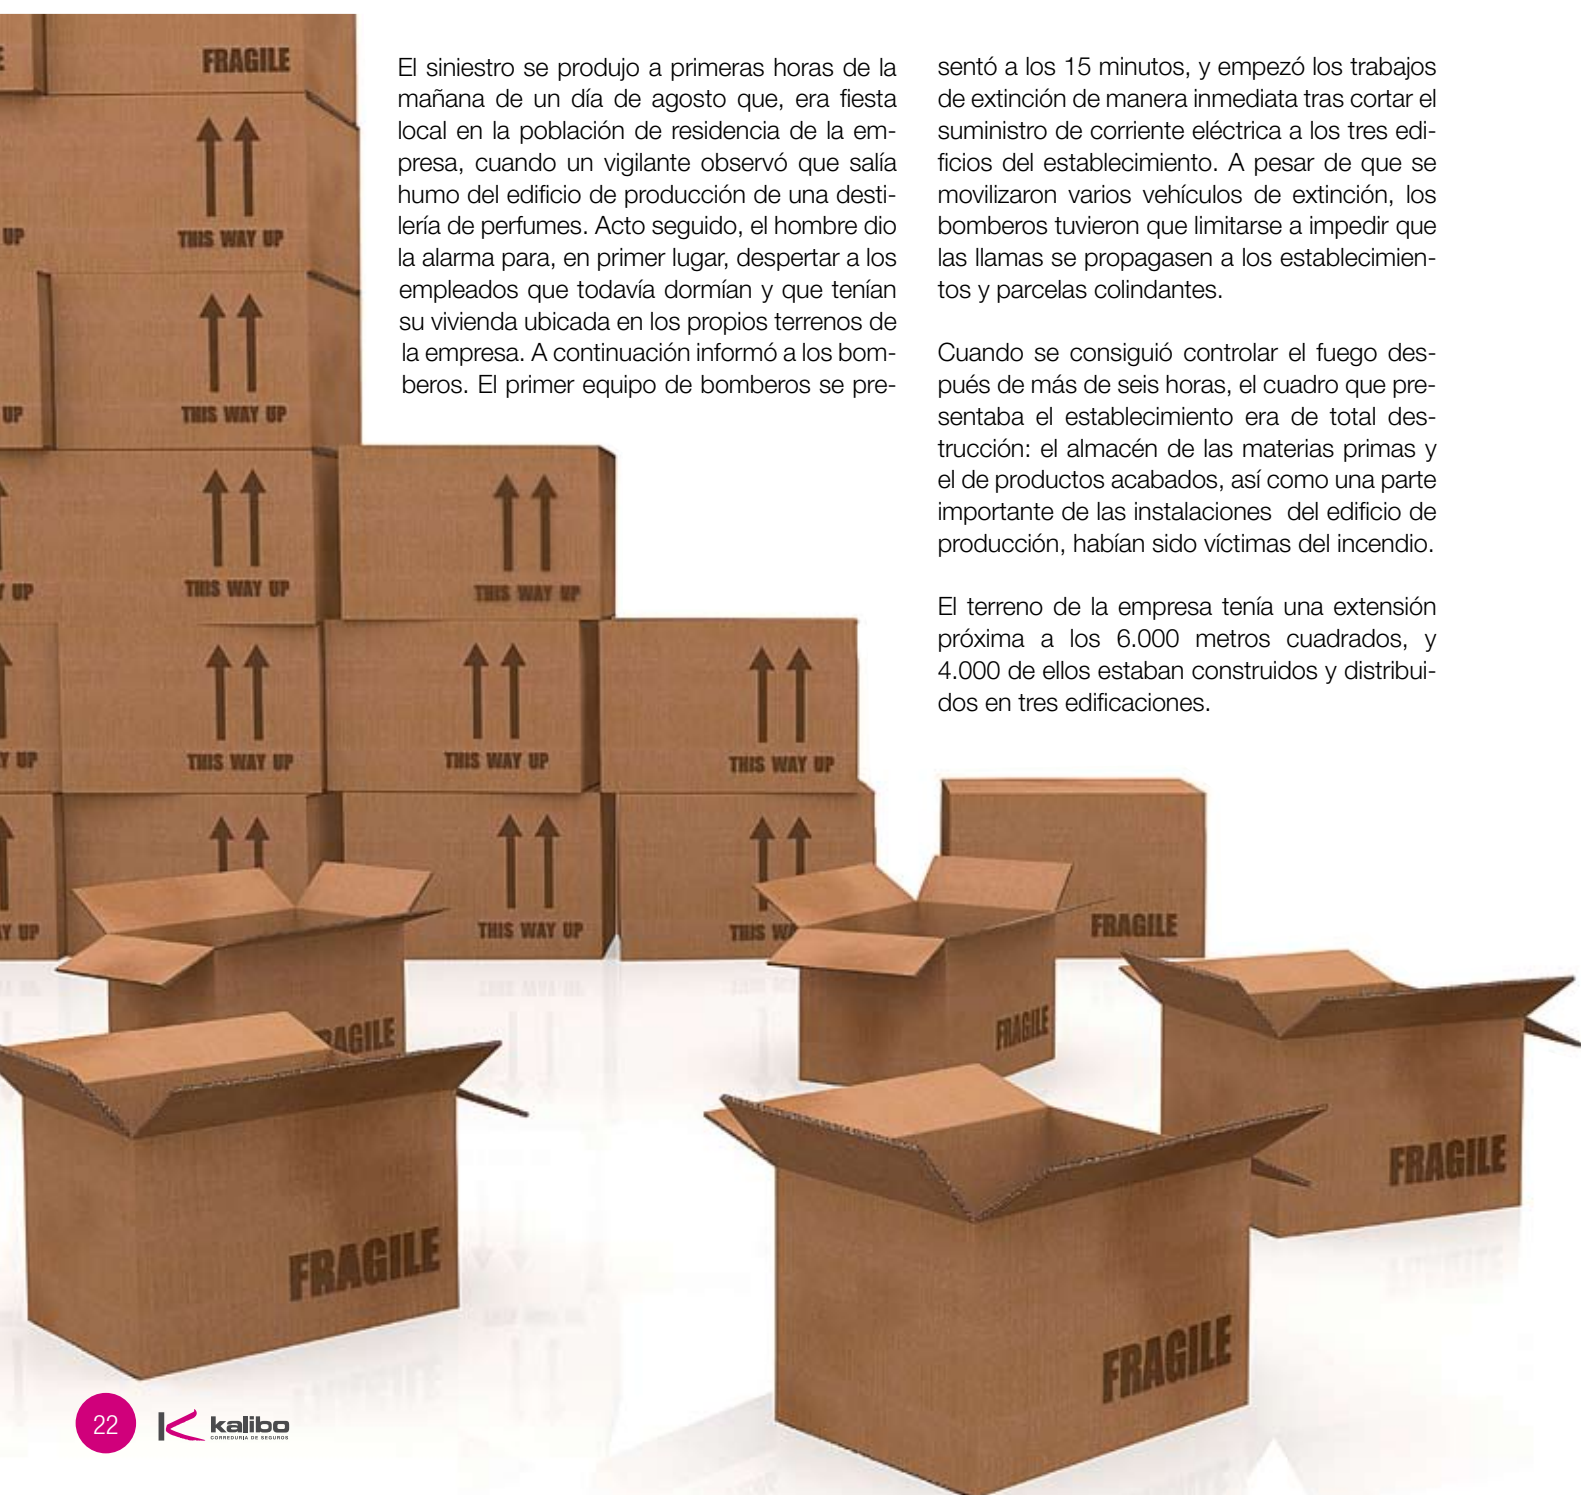 El siniestro se produjo a primeras horas de la
mañana de un día de agosto que, era fiesta
local en la población de residencia de la em-
presa, cuando un vigilante observó que salía
humo del edificio de producción de una desti-
lería de perfumes. Acto seguido, el hombre dio
la alarma para, en primer lugar, despertar a los
empleados que todavía dormían y que tenían
su vivienda ubicada en los propios terrenos de
la empresa. A continuación informó a los bom-
beros. El primer equipo de bomberos se pre-
sentó a los 15 minutos, y empezó los trabajos
de extinción de manera inmediata tras cortar el
suministro de corriente eléctrica a los tres edi-
ficios del establecimiento. A pesar de que se
movilizaron varios vehículos de extinción, los
bomberos tuvieron que limitarse a impedir que
las llamas se propagasen a los establecimien-
tos y parcelas colindantes.
Cuando se consiguió controlar el fuego des-
pués de más de seis horas, el cuadro que pre-
sentaba el establecimiento era de total des-
trucción: el almacén de las materias primas y
el de productos acabados, así como una parte
importante de las instalaciones del edificio de
producción, habían sido víctimas del incendio.
El terreno de la empresa tenía una extensión
próxima a los 6.000 metros cuadrados, y
4.000 de ellos estaban construidos y distribui-
dos en tres edificaciones.
FRAGILE
UP
THIS WAY UP
UP
THIS WAY UP
UP
THIS WAY UP
THIS WAY UP
UP
THIS WAY UP
THIS WAY UP
THIS WAY UP
UP
THIS WAY UP
THIS WA
FRAGILE
RAGILE
FRAGILE
FRAGILE
FRAGILE
FRAGILE
22
kalibo
CORREDURIA DE SEGUROS